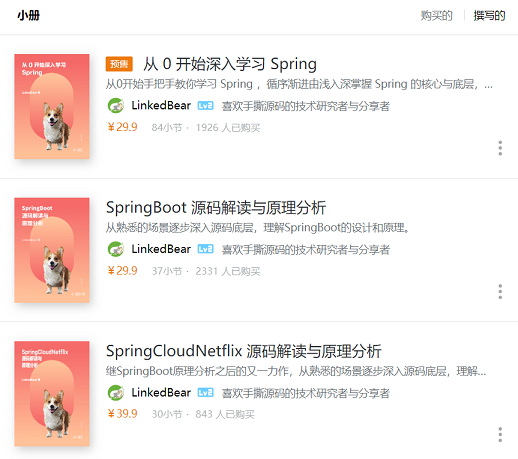 小册
购买的
撰写的
从 0 开始深入学习
Spring
预售
从 0 开始深入学习 Spring
从0开始手把手教你学习 Spring ，循序渐进由浅入深掌握 Spring 的核心与底层，...
LinkedBear Lv2 喜欢手撕源码的技术研究者与分享者
￥29.9 84小节 · 1926 人已购买
SpringBoot
源码解读与
原理分析
SpringBoot 源码解读与原理分析
从熟悉的场景逐步深入源码底层，理解SpringBoot的设计和原理。
LinkedBear Lv2 喜欢手撕源码的技术研究者与分享者
￥29.9 37小节 · 2331 人已购买
SpringCloudNetflix
源码解读与
原理分析
SpringCloudNetflix 源码解读与原理分析
继SpringBoot原理分析之后的又一力作，从熟悉的场景逐步深入源码底层，理解...
LinkedBear Lv2 喜欢手撕源码的技术研究者与分享者
￥39.9 30小节 · 843 人已购买